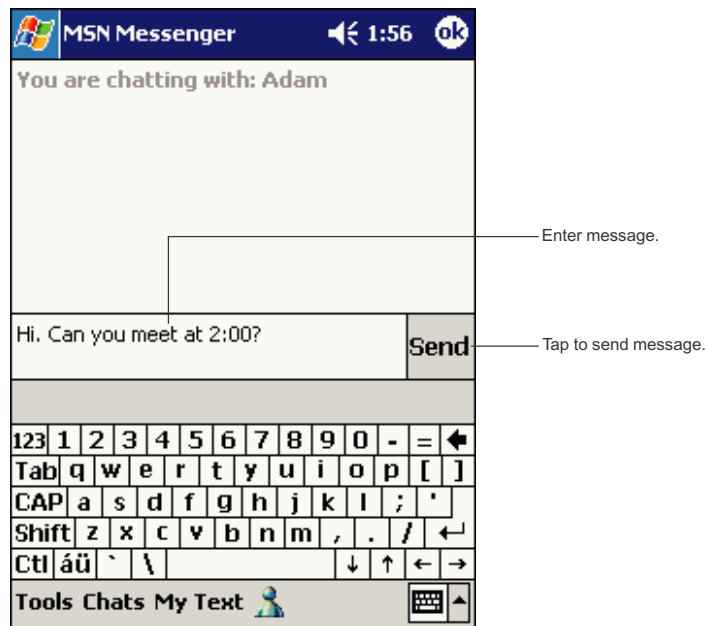 MSN Messenger 1:56 ok
You are chatting with: Adam
Enter message.
Hi. Can you meet at 2:00?
Send
Tap to send message.
123 1 2 3 4 5 6 7 8 9 0 - =
Tab q w e r t y u i o p [ ]
CAP a s d f g h j k l ; '
Shift z x c v b n m , . /
Ctl áü ` \ ↓ ↑ ← →
Tools Chats My Text